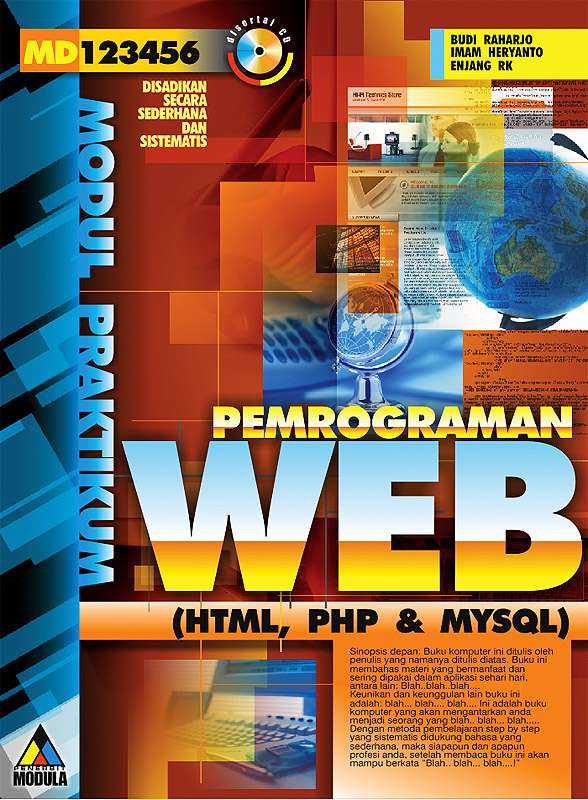 MD123456
disertai CD
BUDI RAHARJO
IMAM HERYANTO
ENJANG RK
DISADIKAN
SECARA
SEDERHANA
DAN
SISTEMATIS
MODUL PRAKTIKUM
HI-FI Technics Store
PEMROGRAMAN
WEB
(HTML, PHP & MYSQL)
Sinopsis depan: Buku komputer ini ditulis oleh
penulis yang namanya ditulis diatas. Buku ini
membahas materi yang bermanfaat dan
sering dipakai dalam aplikasi sehari hari,
antara lain: Blah..blah..blah....
Keunikan dan keunggulan lain buku ini
adalah: blah... blah.... blah.... Ini adalah buku
komputer yang akan mengantarkan anda
menjadi seorang yang blah.. blah... blah.....
Dengan metoda pembelajaran step by step
yang sistematis didukung bahasa yang
sederhana, maka siapapun dan apapun
profesi anda, setelah membaca buku ini akan
mampu berkata "Blah.. blah... blah....!"
PENERBIT
MODULA